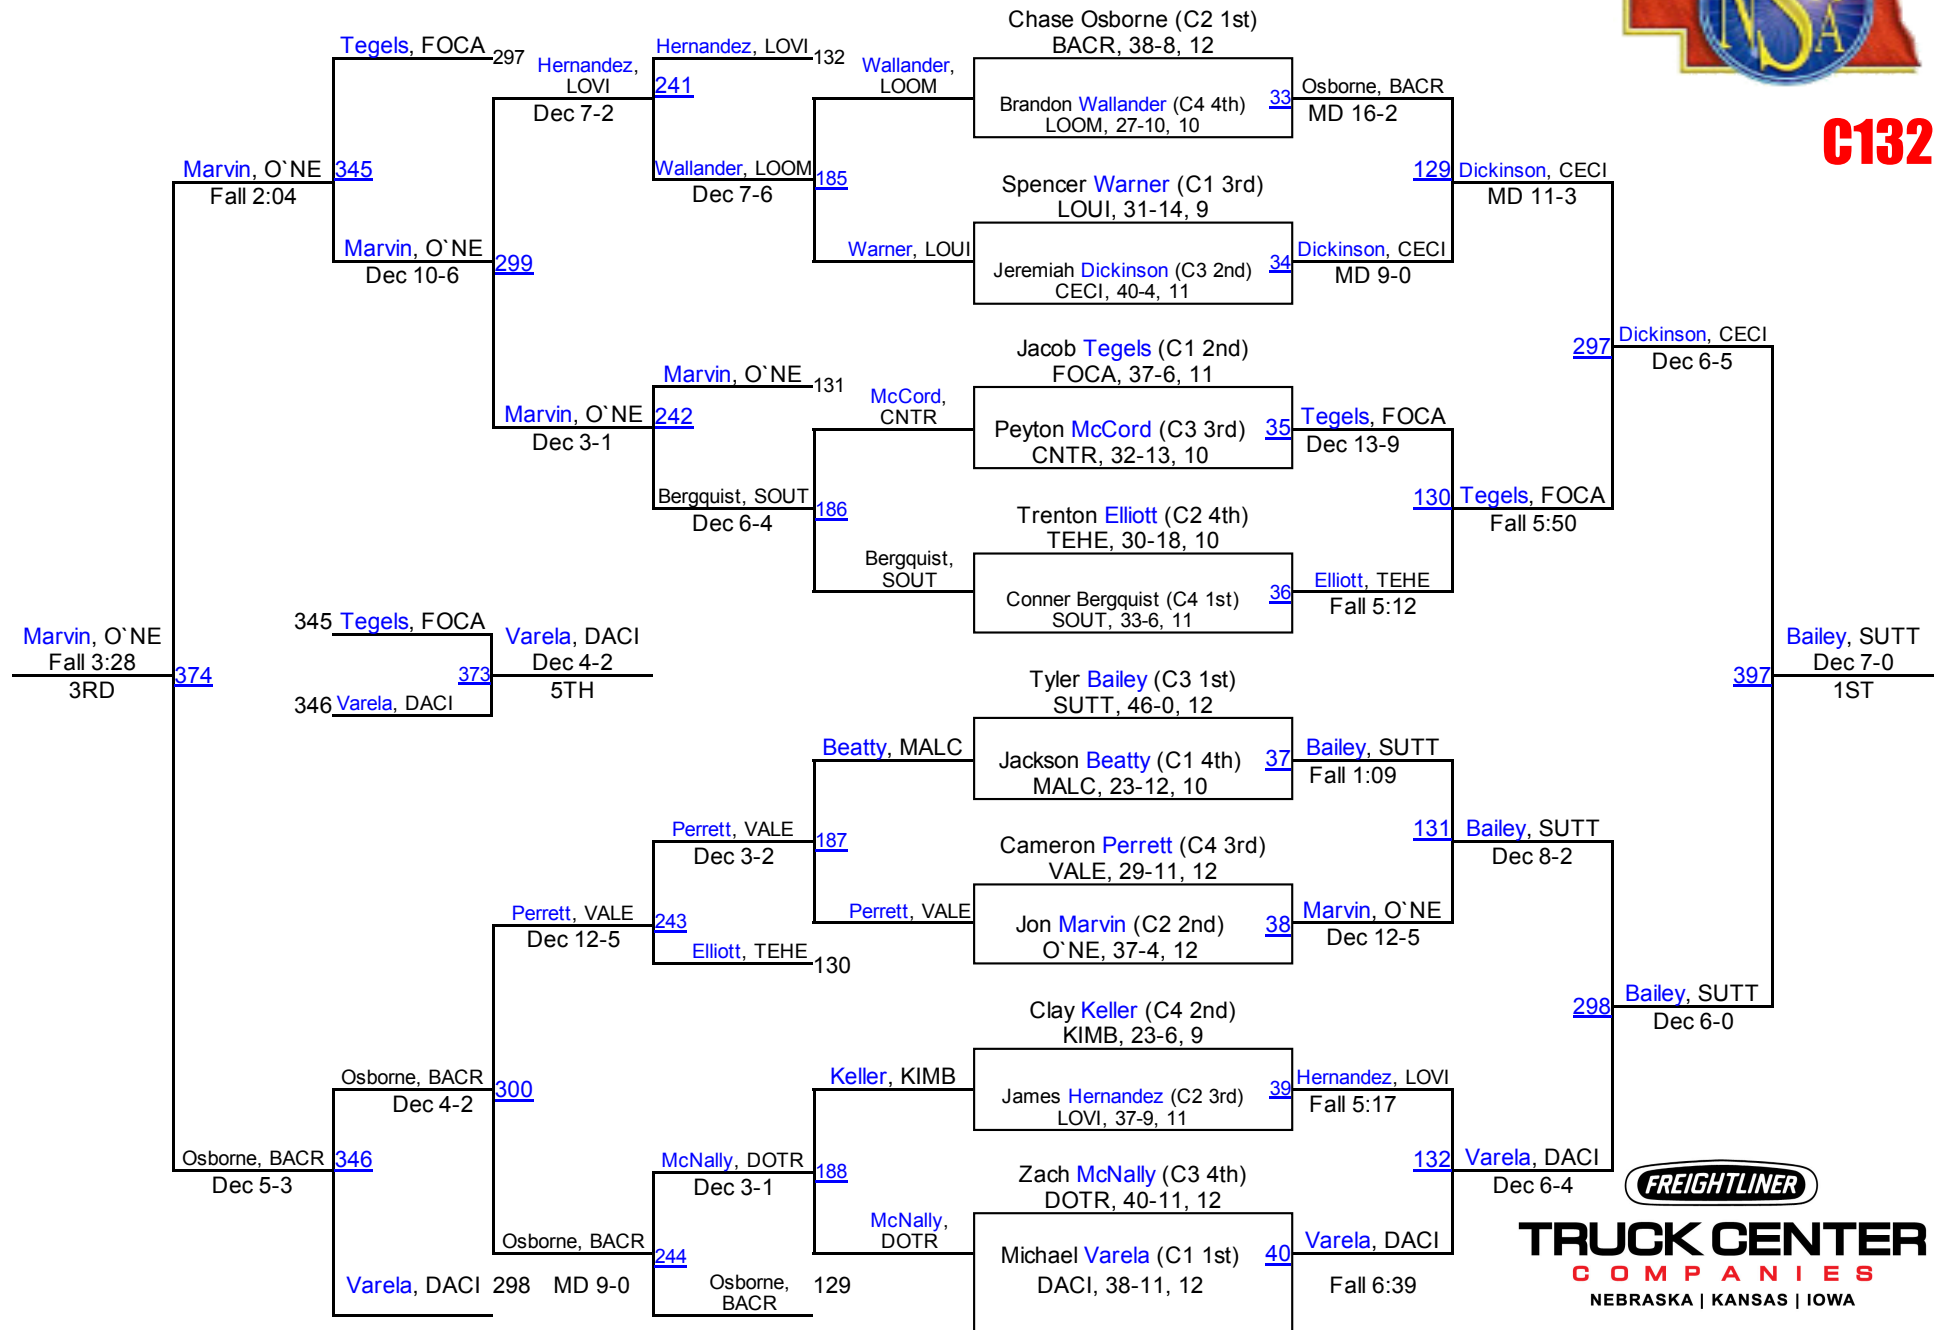 NSA
C132
Chase Osborne (C2 1st)
BACR, 38-8, 12
Brandon Wallander (C4 4th)
LOOM, 27-10, 10
33
Spencer Warner (C1 3rd)
LOUI, 31-14, 9
Jeremiah Dickinson (C3 2nd)
CECI, 40-4, 11
34
Jacob Tegels (C1 2nd)
FOCA, 37-6, 11
Peyton McCord (C3 3rd)
CNTR, 32-13, 10
35
Trenton Elliott (C2 4th)
TEHE, 30-18, 10
Conner Bergquist (C4 1st)
SOUT, 33-6, 11
36
Tyler Bailey (C3 1st)
SUTT, 46-0, 12
Jackson Beatty (C1 4th)
MALC, 23-12, 10
37
Cameron Perrett (C4 3rd)
VALE, 29-11, 12
Jon Marvin (C2 2nd)
O`NE, 37-4, 12
38
Clay Keller (C4 2nd)
KIMB, 23-6, 9
James Hernandez (C2 3rd)
LOVI, 37-9, 11
39
Zach McNally (C3 4th)
DOTR, 40-11, 12
Michael Varela (C1 1st)
DACI, 38-11, 12
40
Osborne, BACR
MD 16-2
Dickinson, CECI
MD 9-0
Tegels, FOCA
Dec 13-9
Elliott, TEHE
Fall 5:12
Bailey, SUTT
Fall 1:09
Marvin, O`NE
Dec 12-5
Hernandez, LOVI
Fall 5:17
Varela, DACI
Fall 6:39
129
Dickinson, CECI
MD 11-3
130
Tegels, FOCA
Fall 5:50
131
Bailey, SUTT
Dec 8-2
132
Varela, DACI
Dec 6-4
297
Dickinson, CECI
Dec 6-5
298
Bailey, SUTT
Dec 6-0
397
Bailey, SUTT
Dec 7-0
1ST
Wallander,
LOOM
Warner, LOUI
McCord,
CNTR
Bergquist,
SOUT
Beatty, MALC
Perrett, VALE
Keller, KIMB
McNally,
DOTR
Hernandez, LOVI
132
Wallander, LOOM
Dec 7-6
185
Marvin, O`NE
131
Bergquist, SOUT
Dec 6-4
186
Perrett, VALE
Dec 3-2
187
Elliott, TEHE
130
McNally, DOTR
Dec 3-1
188
Osborne,
BACR
129
Hernandez,
LOVI
Dec 7-2
241
Marvin, O`NE
Dec 3-1
242
Perrett, VALE
Dec 12-5
243
Osborne, BACR
MD 9-0
244
Tegels, FOCA
297
Marvin, O`NE
Dec 10-6
299
Osborne, BACR
Dec 4-2
300
Varela, DACI
298
Marvin, O`NE
Fall 2:04
345
Osborne, BACR
Dec 5-3
346
345 Tegels, FOCA
346 Varela, DACI
373
Varela, DACI
Dec 4-2
5TH
Marvin, O`NE
Fall 3:28
3RD
374
FREIGHTLINER
TRUCK CENTER
COMPANIES
NEBRASKA | KANSAS | IOWA